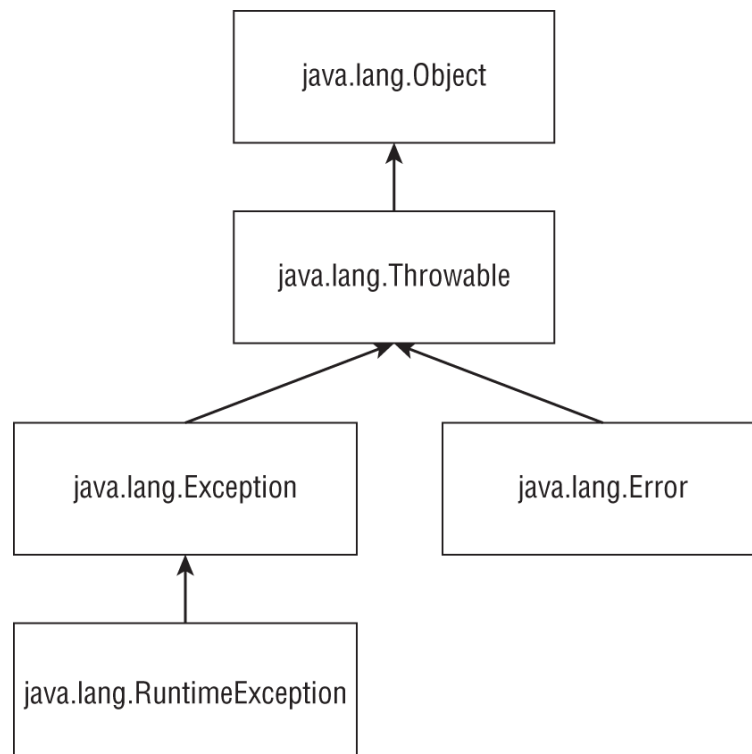 java.lang.Object
java.lang.Throwable
java.lang.Exception
java.lang.Error
java.lang.RuntimeException